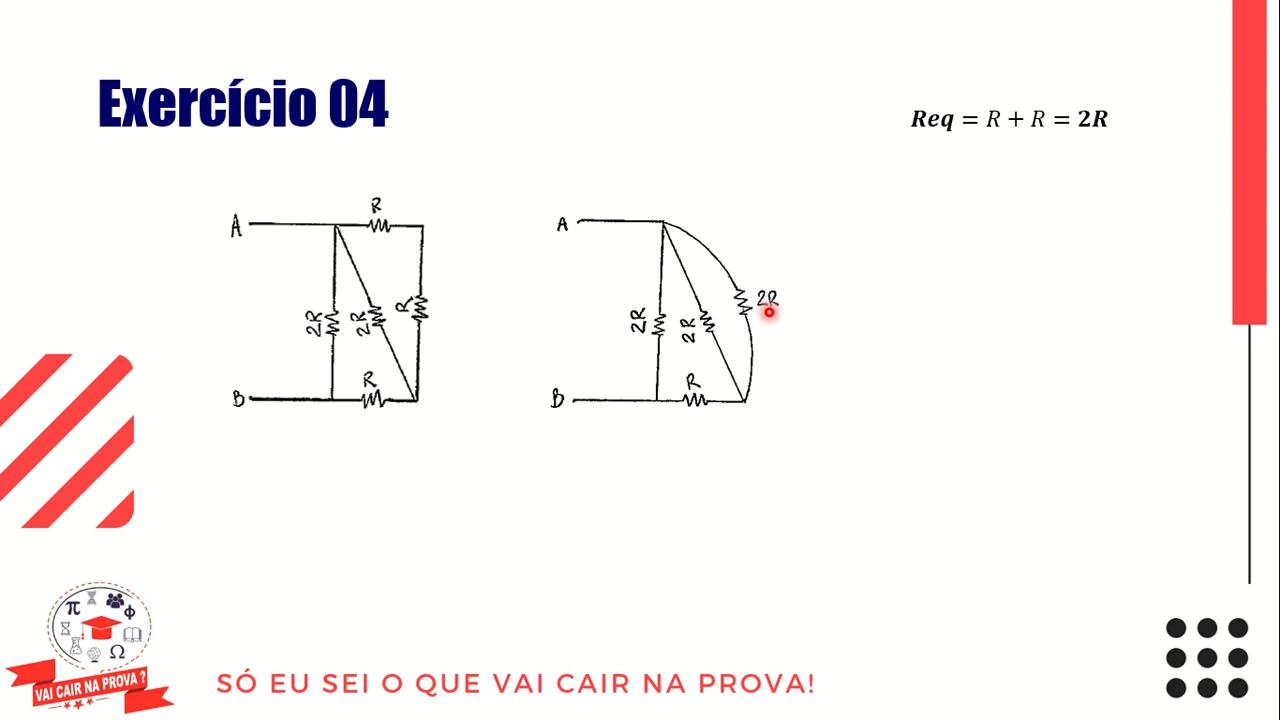 Exercício 04
Req = R + R = 2R
A
R
2R
2R
R
B
R
A
2R
2R
2R
B
R
π
Φ
Ω
VAI CAIR NA PROVA ?
SÓ EU SEI O QUE VAI CAIR NA PROVA!